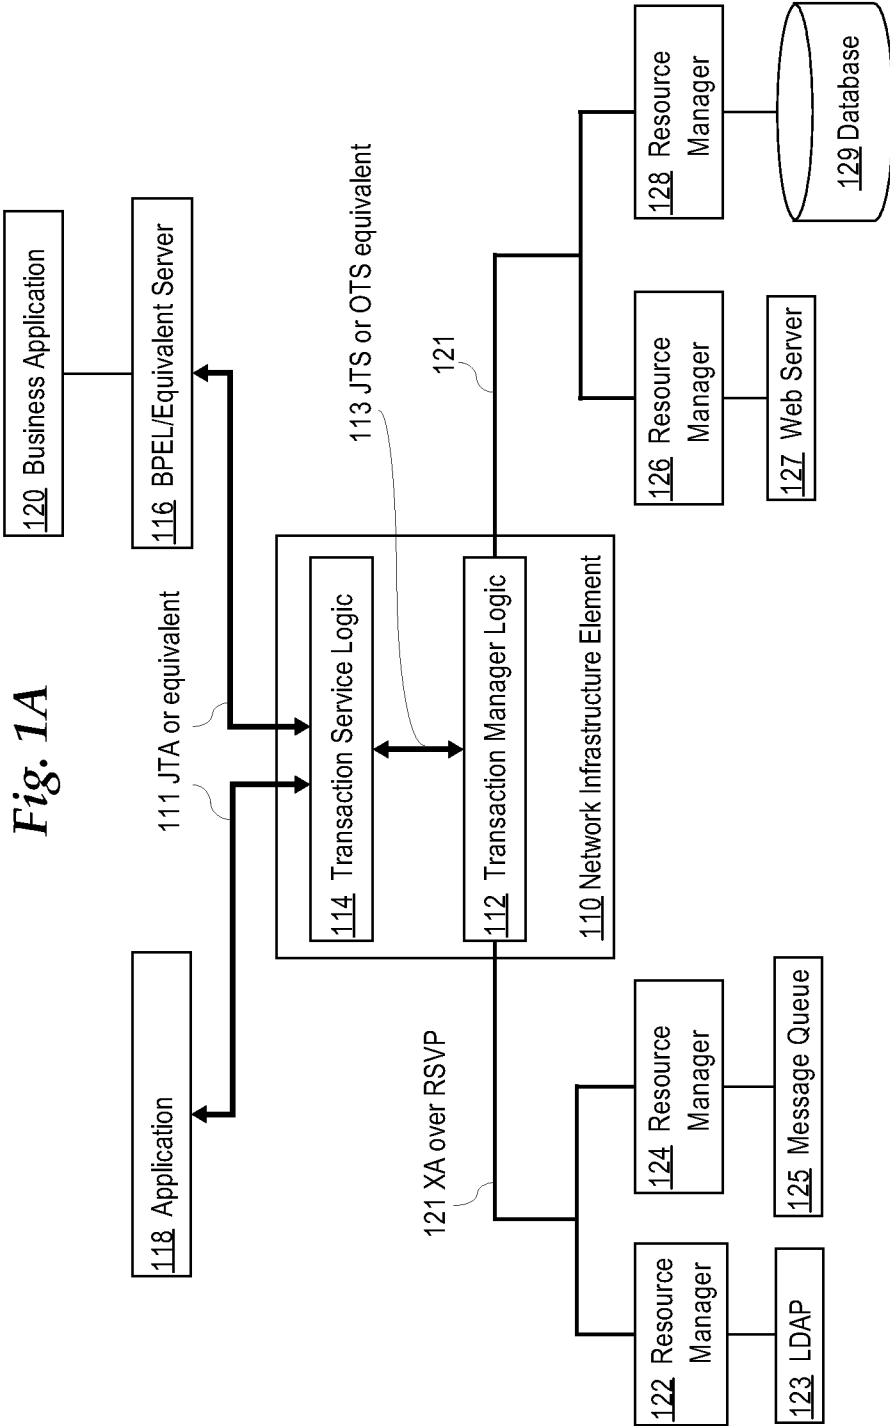 Fig. 1A
120 Business Application
118 Application
116 BPEL/Equivalent Server
111 JTA or equivalent
114 Transaction Service Logic
113 JTS or OTS equivalent
112 Transaction Manager Logic
110 Network Infrastructure Element
121 XA over RSVP
121
122 Resource
Manager
124 Resource
Manager
126 Resource
Manager
128 Resource
Manager
123 LDAP
125 Message Queue
127 Web Server
129 Database